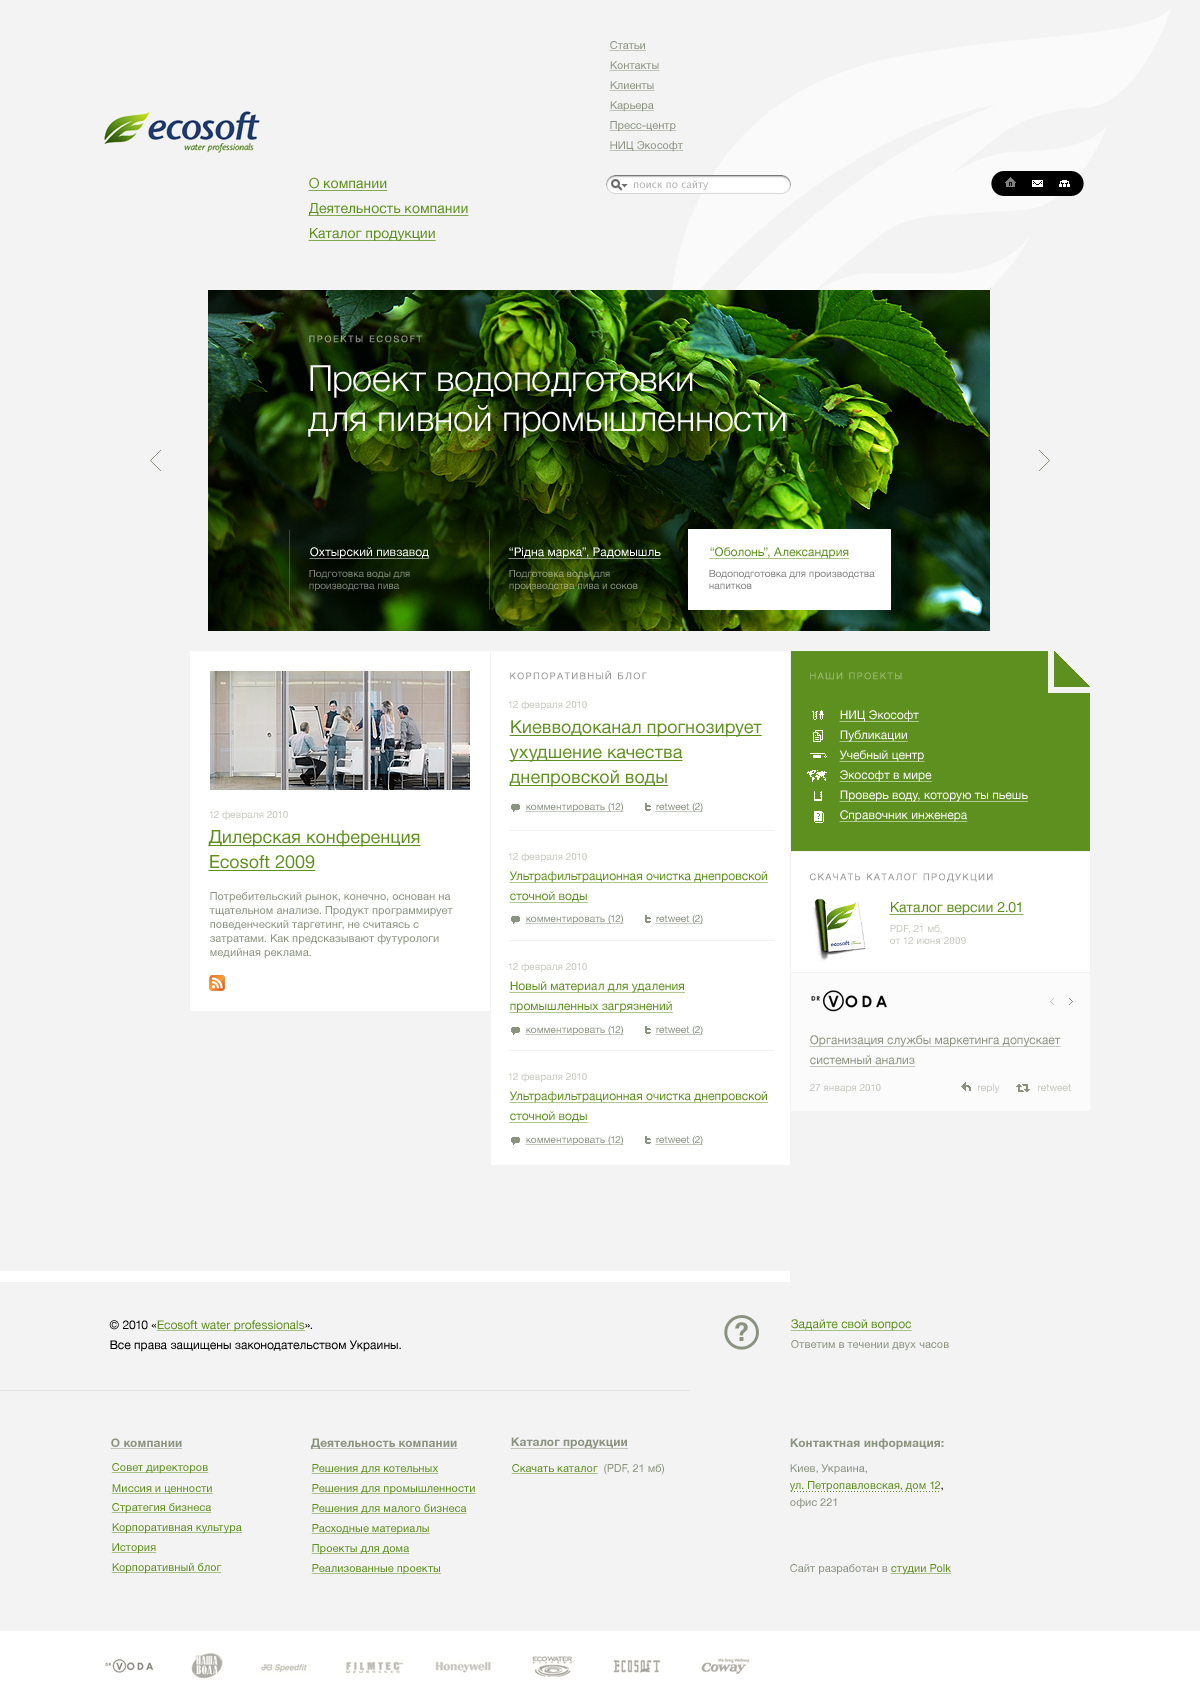 Статьи
Контакты
Клиенты
Карьера
Пресс-центр
НИЦ Экософт
ecosoft
water professionals
О компании
Деятельность компании
Каталог продукции
поиск по сайту
ПРОЕКТЫ ECOSOFT
Проект водоподготовки
для пивной промышленности
Охтырский пивзавод
Подготовка воды для
производства пива
“Рідна марка”, Радомышль
Подготовка воды для
производства пива и соков
“Оболонь”, Александрия
Водоподготовка для производства
напитков
12 февраля 2010
Дилерская конференция
Ecosoft 2009
Потребительский рынок, конечно, основан на
тщательном анализе. Продукт программирует
поведенческий таргетинг, не считаясь с
затратами. Как предсказывают футурологи
медийная реклама.
КОРПОРАТИВНЫЙ БЛОГ
12 февраля 2010
Киевводоканал прогнозирует
ухудшение качества
днепровской воды
комментировать (12) retweet (2)
12 февраля 2010
Ультрафильтрационная очистка днепровской
сточной воды
комментировать (12) retweet (2)
12 февраля 2010
Новый материал для удаления
промышленных загрязнений
комментировать (12) retweet (2)
12 февраля 2010
Ультрафильтрационная очистка днепровской
сточной воды
комментировать (12) retweet (2)
НАШИ ПРОЕКТЫ
НИЦ Экософт
Публикации
Учебный центр
Экософт в мире
Проверь воду, которую ты пьешь
Справочник инженера
СКАЧАТЬ КАТАЛОГ ПРОДУКЦИИ
ecosoft
Каталог версии 2.01
PDF, 21 мб,
от 12 июня 2009
DR VODA
Организация службы маркетинга допускает
системный анализ
27 января 2010 reply retweet
© 2010 «Ecosoft water professionals».
Все права защищены законодательством Украины.
Задайте свой вопрос
Ответим в течении двух часов
О компании
Совет директоров
Миссия и ценности
Стратегия бизнеса
Корпоративная культура
История
Корпоративный блог
Деятельность компании
Решения для котельных
Решения для промышленности
Решения для малого бизнеса
Расходные материалы
Проекты для дома
Реализованные проекты
Каталог продукции
Скачать каталог (PDF, 21 мб)
Контактная информация:
Киев, Украина,
ул. Петропавловская, дом 12,
офис 221
Сайт разработан в студии Polk
DR VODA
НАША ВОДА
JG Speedfit
FILMTEC
Honeywell
ECOWATER
ECOSOFT
Coway